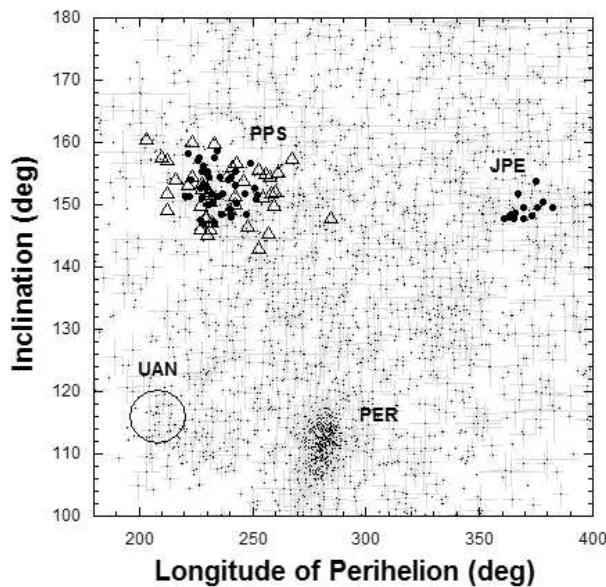 180
170
160
150
140
130
120
110
100
Inclination (deg)
PPS
JPE
UAN
PER
200 250 300 350 400
Longitude of Perihelion (deg)